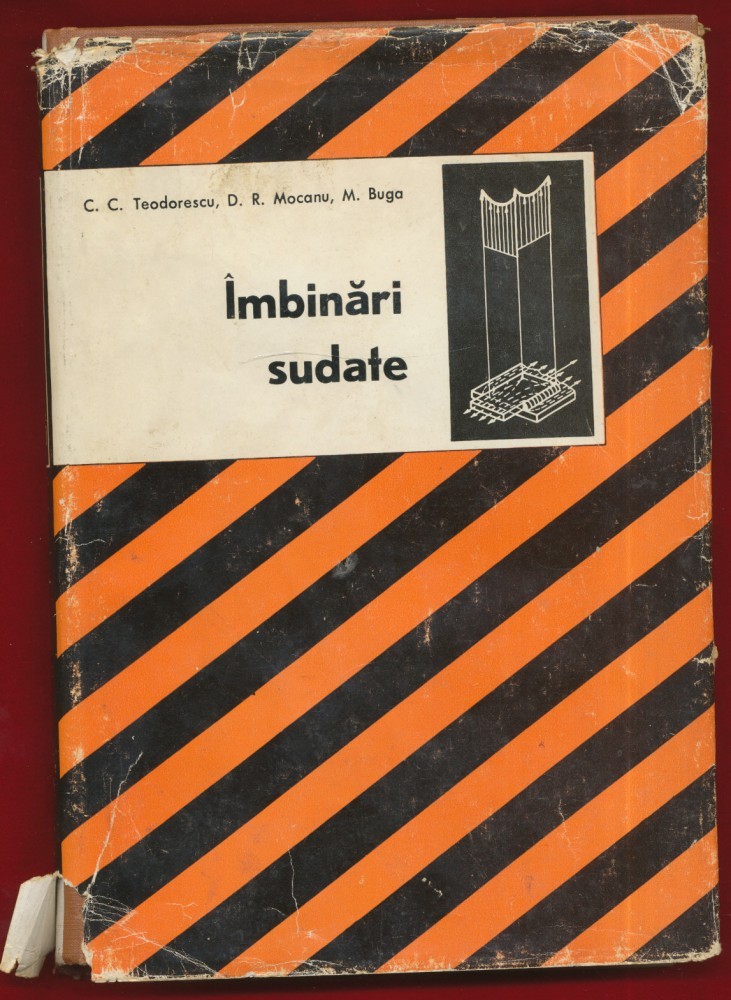 C. C. Teodorescu, D. R. Mocanu, M. Buga
Îmbinări
sudate